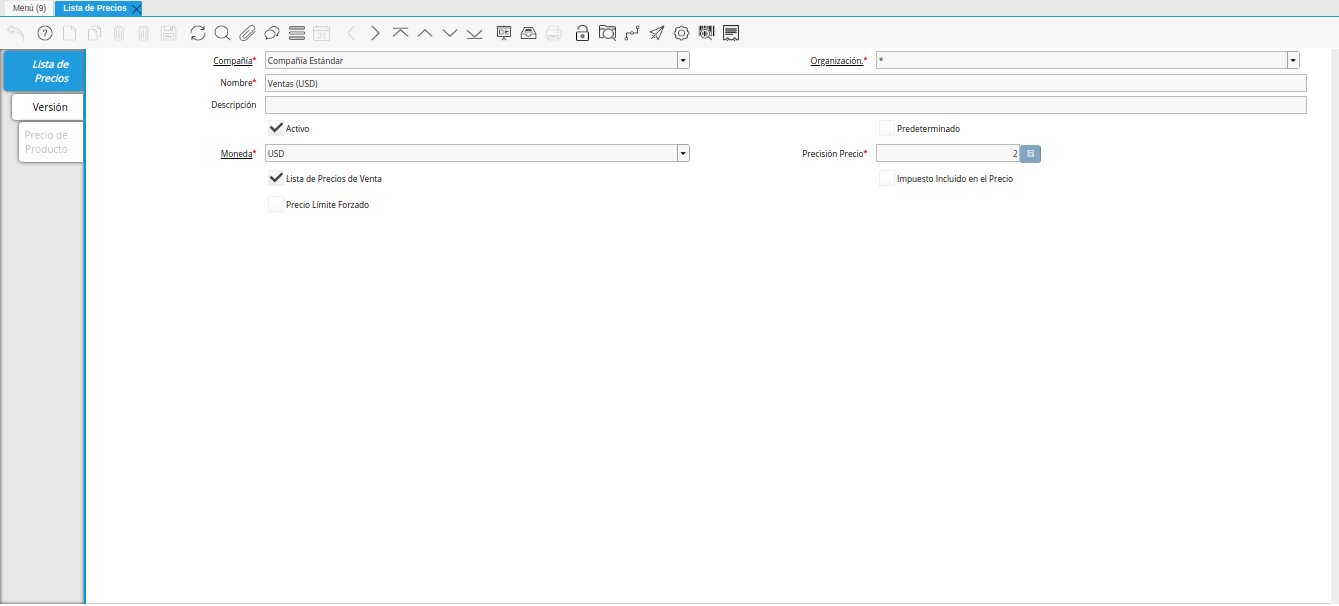 Menú (9)
Lista de Precios
31
Lista de
Precios
Versión
Precio de
Producto
Compañía* Compañía Estándar
Organización.* *
Nombre* Ventas (USD)
Descripción
Activo
Predeterminado
Moneda* USD
Precisión Precio* 2
Lista de Precios de Venta
Impuesto Incluido en el Precio
Precio Límite Forzado